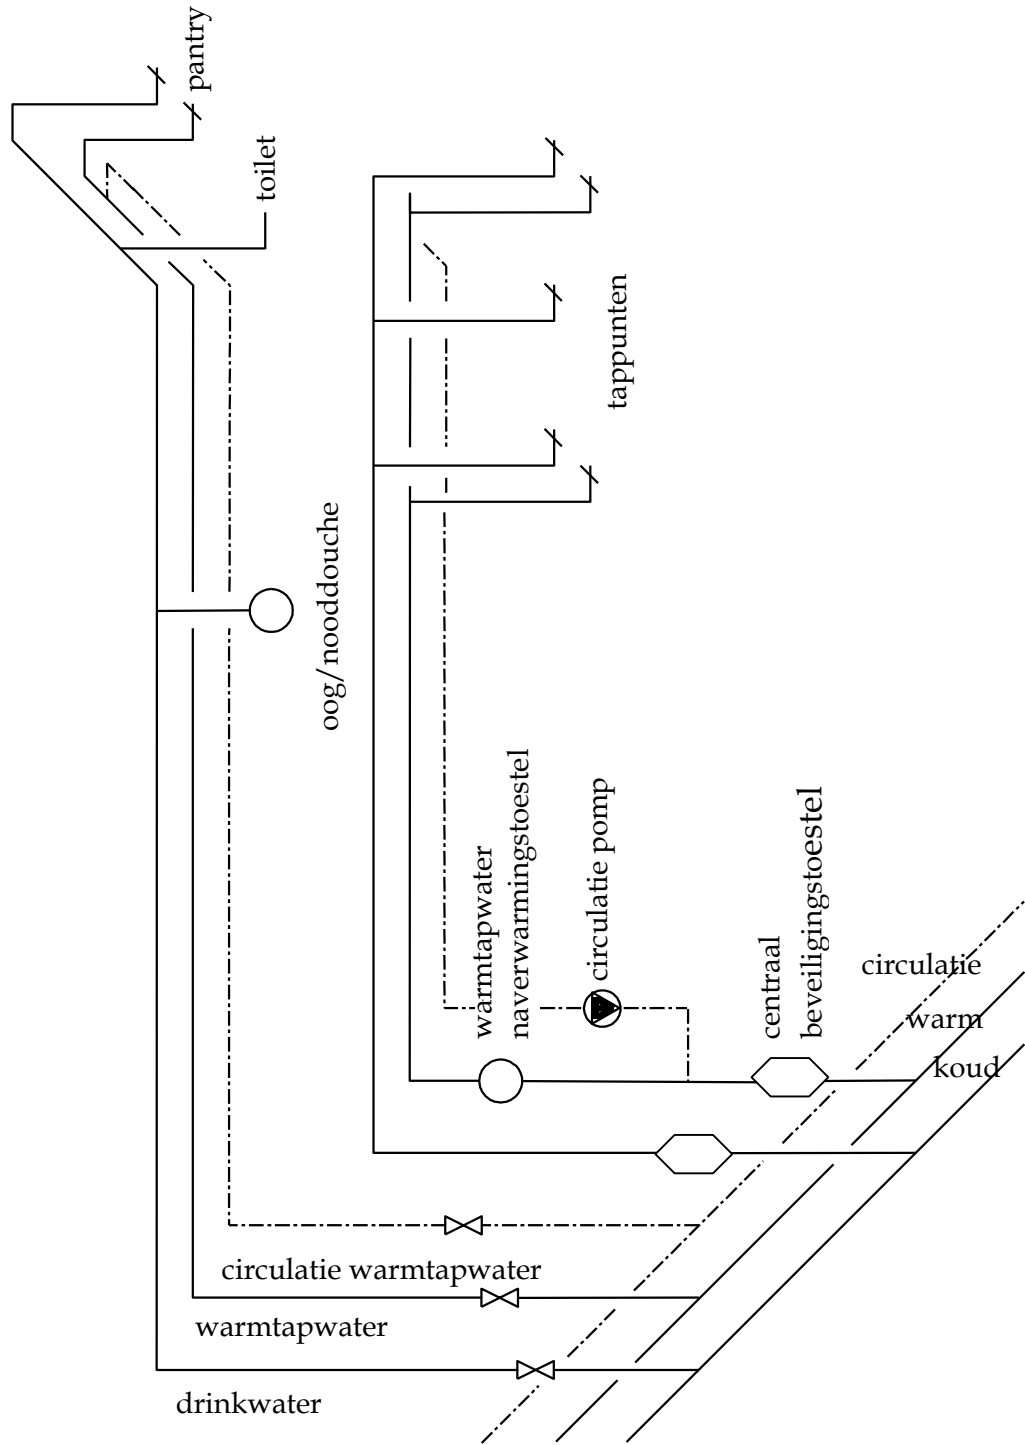 pantry
toilet
tappunten
oog/nooddouche
warmtapwater
naverwarmingstoestel
circulatie pomp
centraal
beveiligingstoestel
circulatie
warm
koud
circulatie warmtapwater
warmtapwater
drinkwater